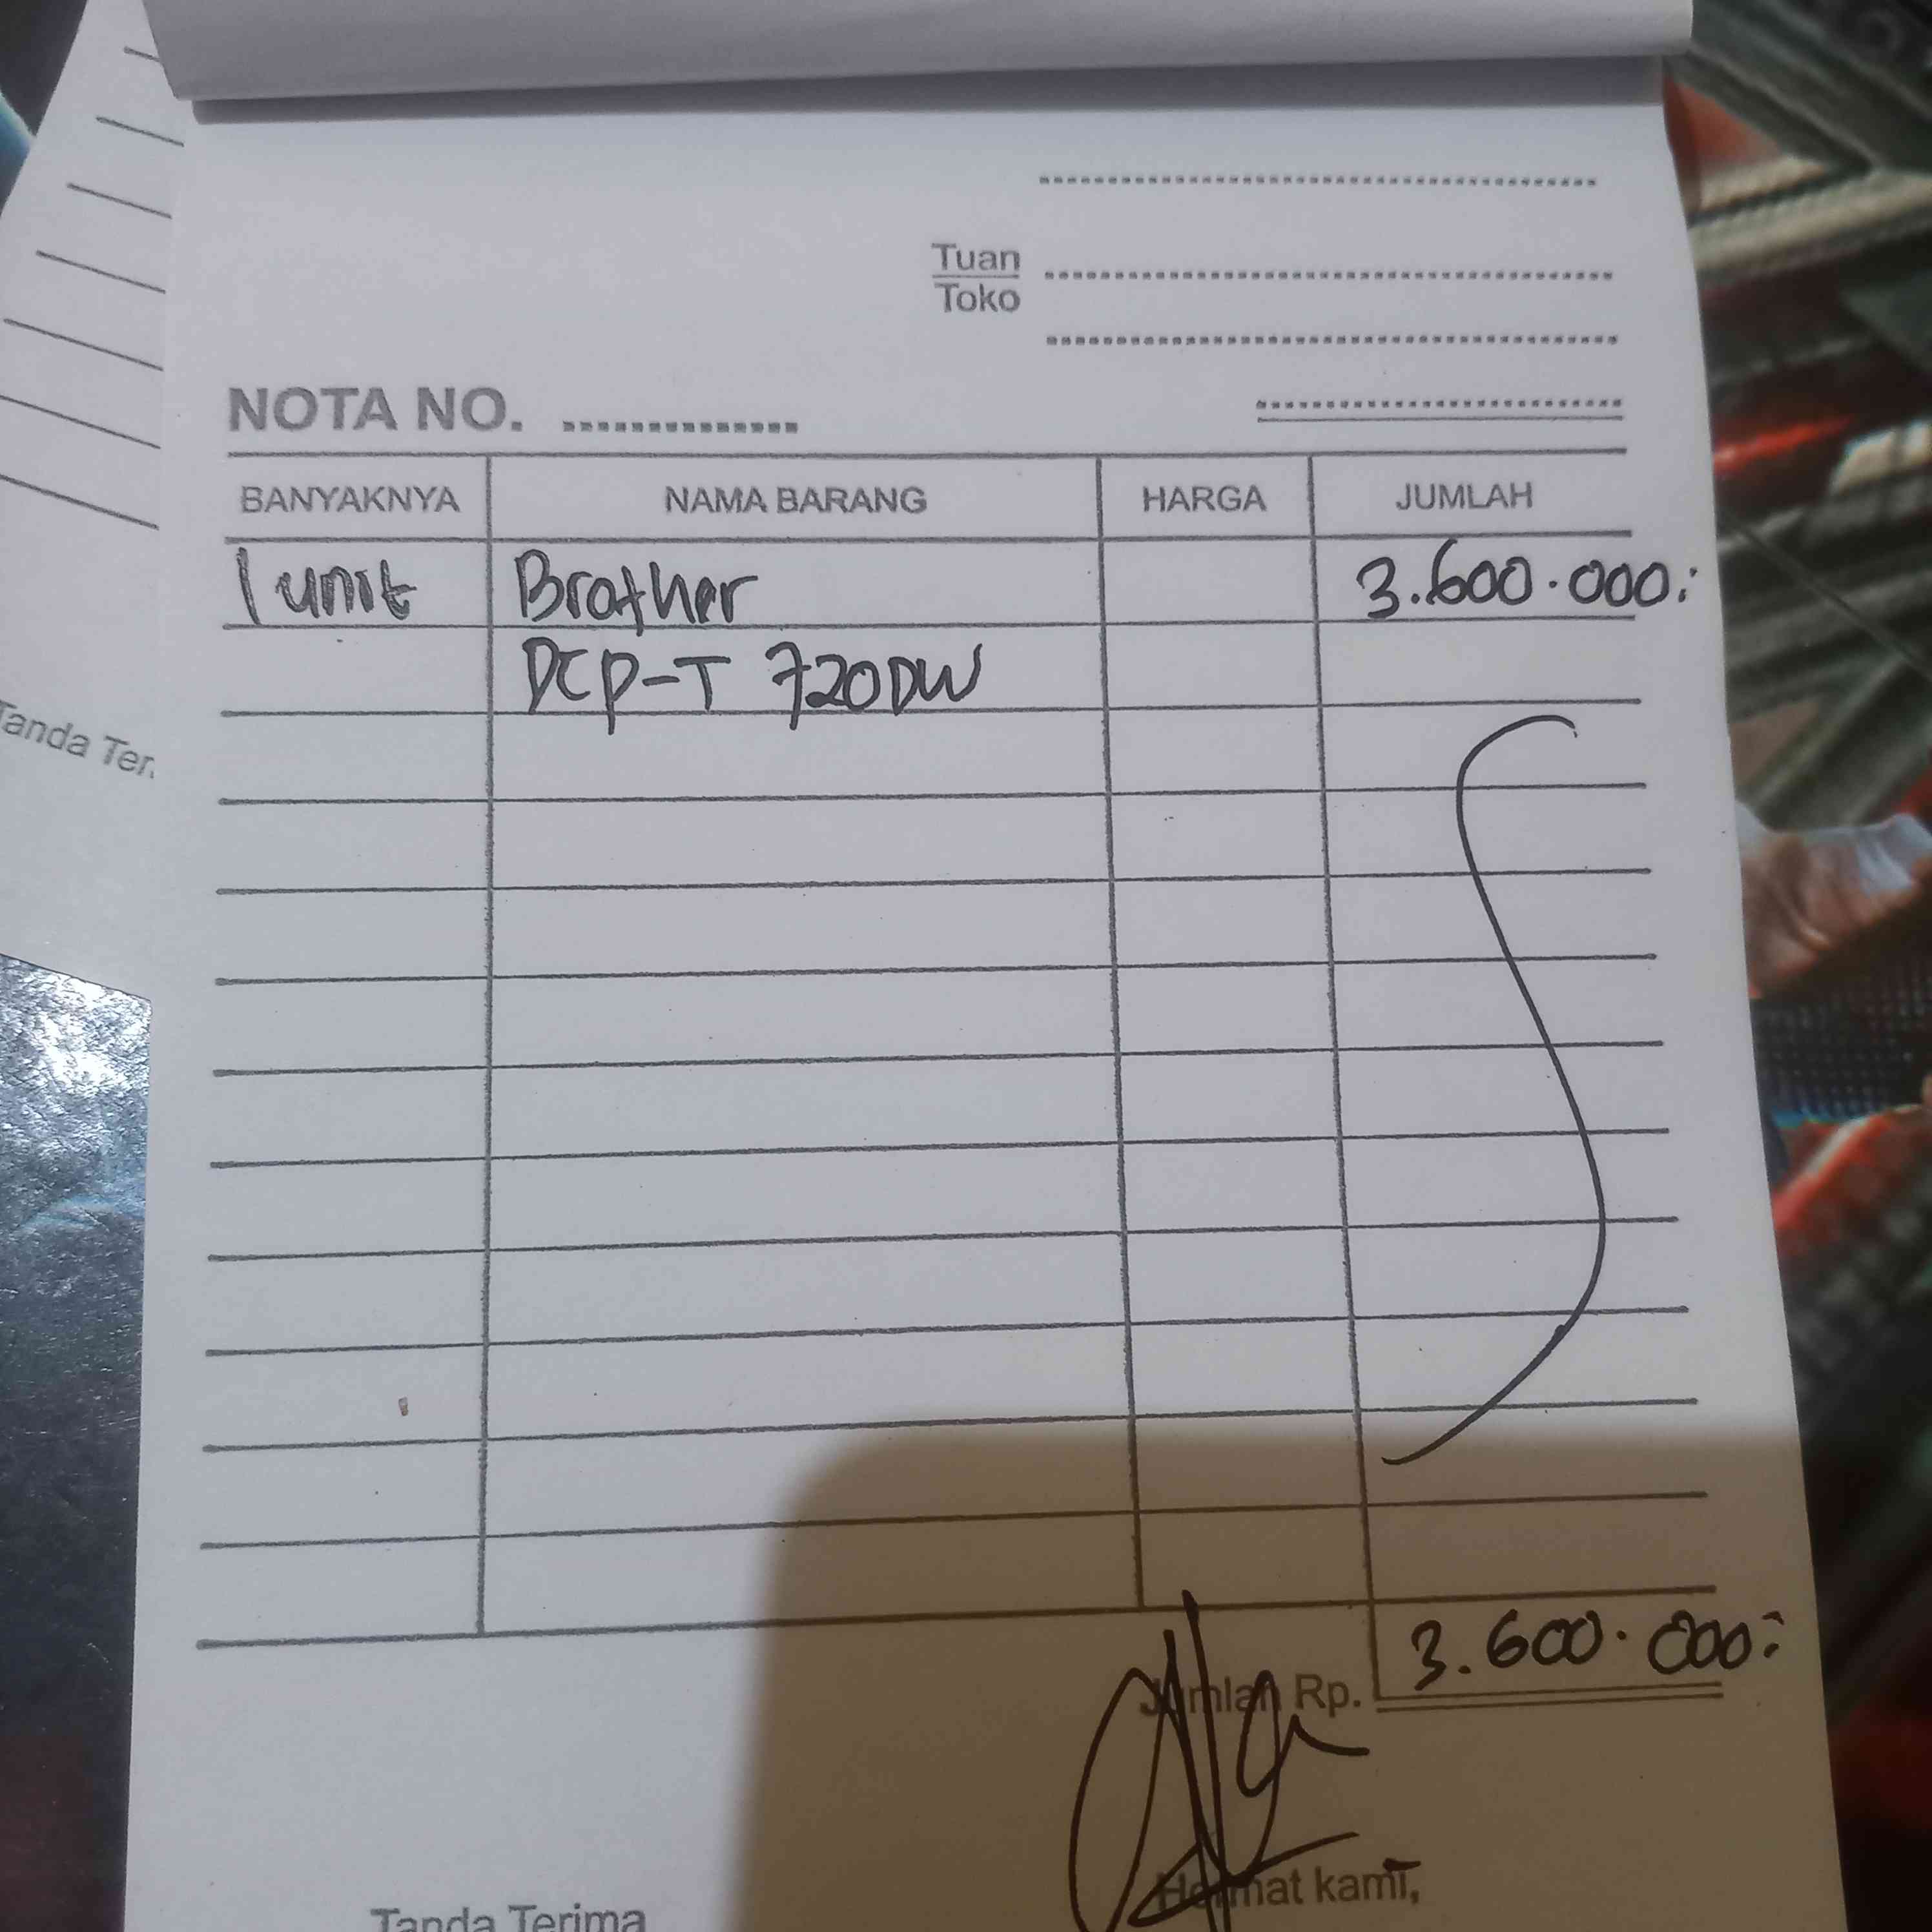 Tuan
Toko
NOTA NO. ..............
BANYAKNYA NAMA BARANG HARGA JUMLAH
1 unit Brother 3.600.000:
DCP-T 720DW
Tanda Ter
Jumlah Rp. 3.600.000:
Hormat kami,
Tanda Terima